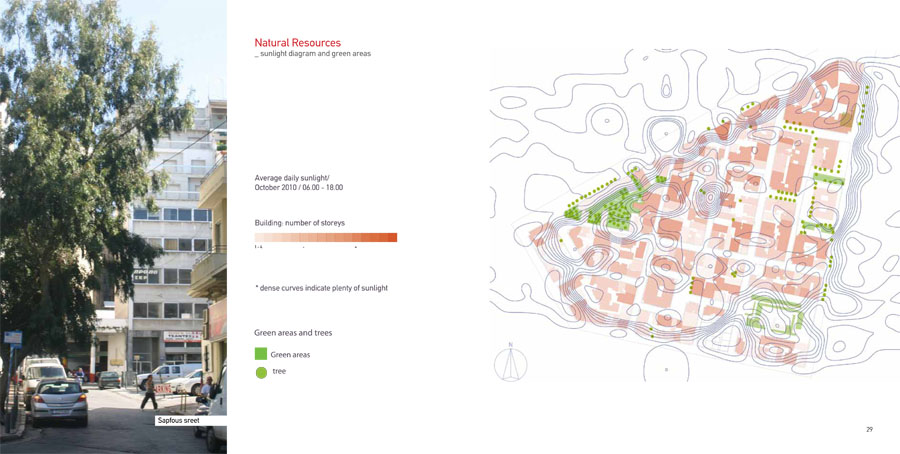 Natural Resources
_ sunlight diagram and green areas
Average daily sunlight/
October 2010 / 06.00 - 18.00
Building: number of storeys
* dense curves indicate plenty of sunlight
Green areas and trees
Green areas
tree
N
PARKING
Sapfous sreet
29